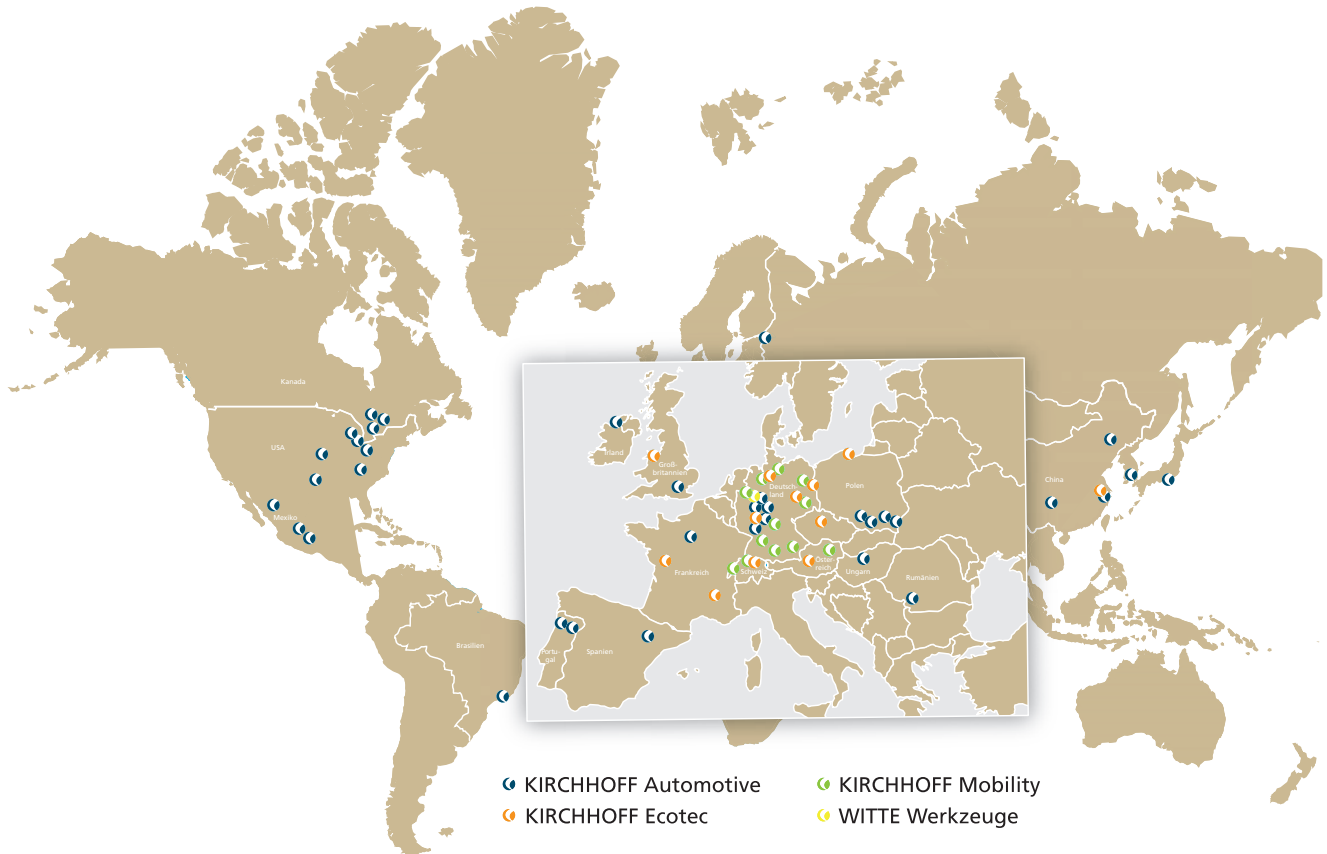 Kanada
USA
Mexiko
Brasilien
Irland
Groß-
britannien
Deutsch-
land
Polen
China
Frankreich
Schweiz
Öster-
reich
Ungarn
Rumänien
Portu-
gal
Spanien
KIRCHHOFF Automotive
KIRCHHOFF Ecotec
KIRCHHOFF Mobility
WITTE Werkzeuge